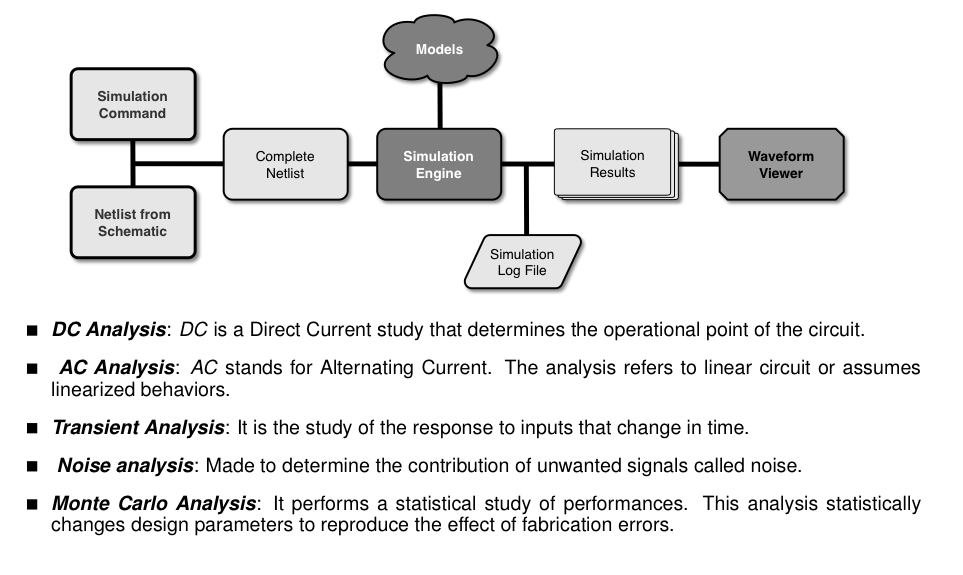 Models
Simulation
Command
Complete
Netlist
Simulation
Engine
Simulation
Results
Waveform
Viewer
Netlist from
Schematic
Simulation
Log File
■ DC Analysis: DC is a Direct Current study that determines the operational point of the circuit.
■ AC Analysis: AC stands for Alternating Current. The analysis refers to linear circuit or assumes
linearized behaviors.
■ Transient Analysis: It is the study of the response to inputs that change in time.
■ Noise analysis: Made to determine the contribution of unwanted signals called noise.
■ Monte Carlo Analysis: It performs a statistical study of performances. This analysis statistically
changes design parameters to reproduce the effect of fabrication errors.